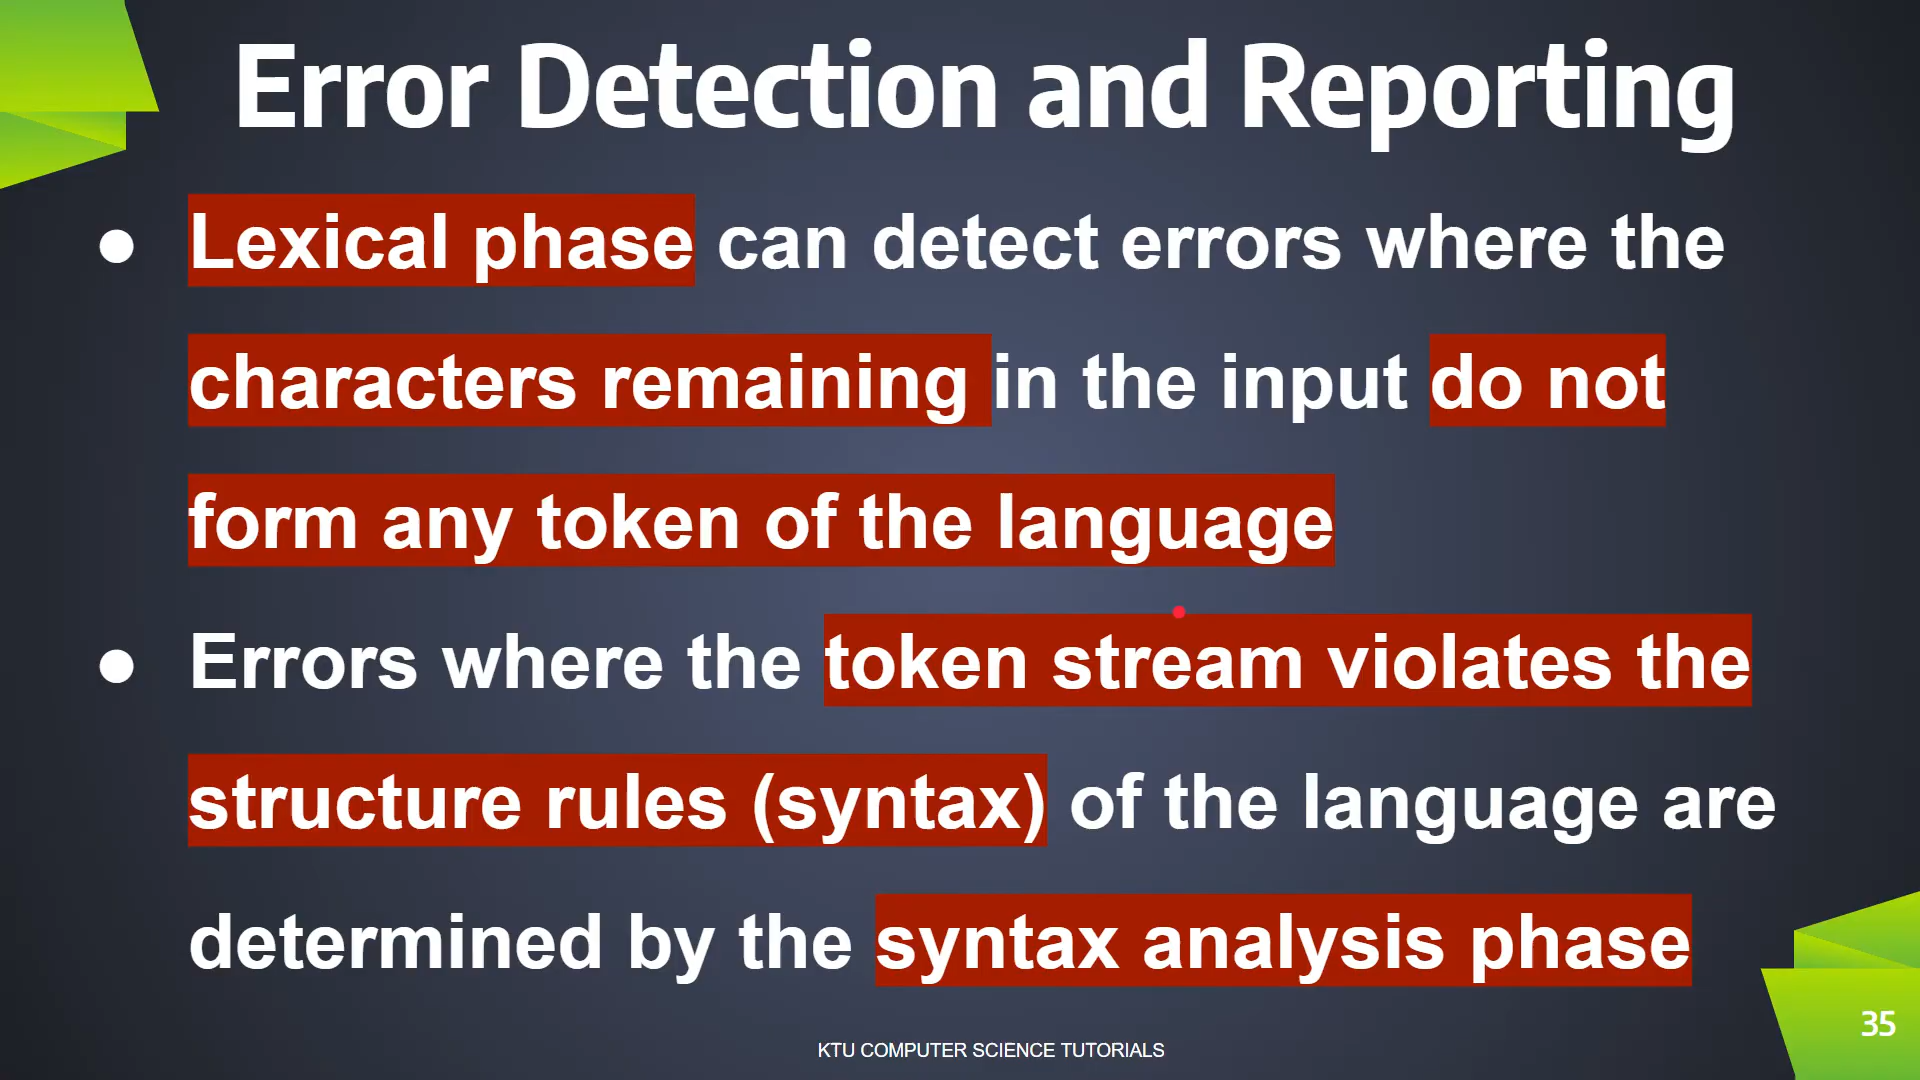 Error Detection and Reporting
● Lexical phase can detect errors where the
characters remaining in the input do not
form any token of the language
● Errors where the token stream violates the
structure rules (syntax) of the language are
determined by the syntax analysis phase
35
KTU COMPUTER SCIENCE TUTORIALS